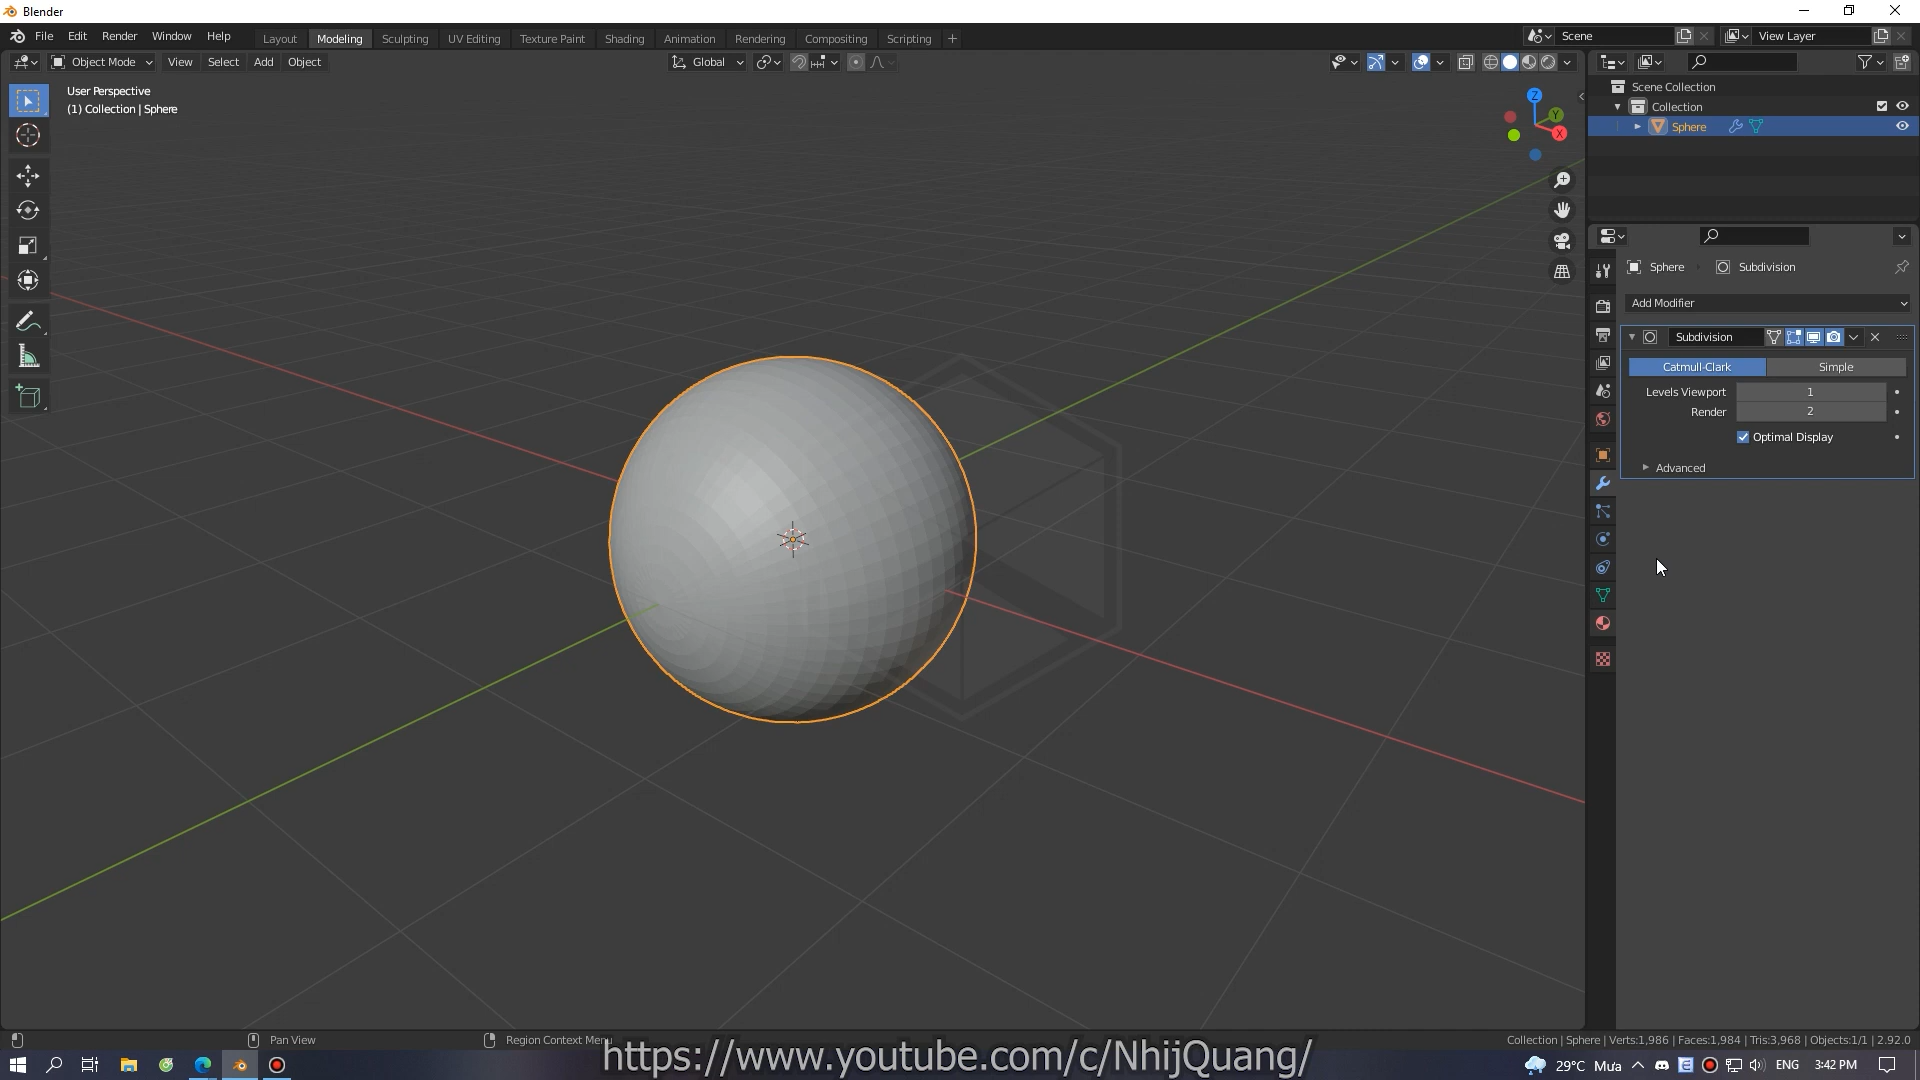 Blender
File Edit Render Window Help
Layout Modeling Sculpting UV Editing Texture Paint Shading Animation Rendering Compositing Scripting +
Scene
View Layer
Object Mode View Select Add Object
Global
User Perspective
(1) Collection | Sphere
Z
Y
X
Scene Collection
Collection
Sphere
Sphere Subdivision
Add Modifier
Subdivision
Catmull-Clark Simple
Levels Viewport 1
Render 2
Optimal Display
Advanced
Pan View
Region Context Menu
Collection | Sphere | Verts:1,986 | Faces:1,984 | Tris:3,968 | Objects:1/1 | 2.92.0
https://www.youtube.com/c/NhijQuang/
29°C Mưa
ENG
3:42 PM